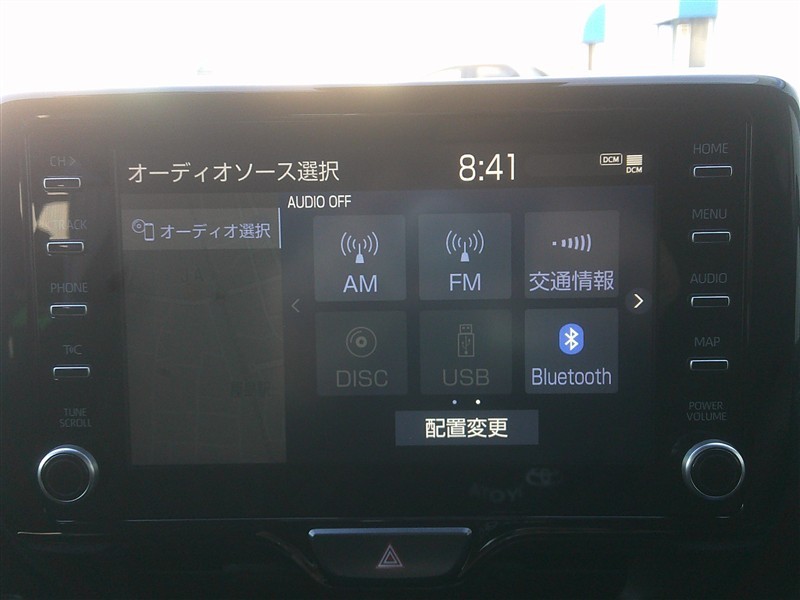 CH >
TRACK
PHONE
T@C
TUNE
SCROLL
オーディオソース選択
8:41
DCM
DCM
オーディオ選択
AUDIO OFF
AM
FM
交通情報
DISC
USB
Bluetooth
配置変更
HOME
MENU
AUDIO
MAP
POWER
VOLUME